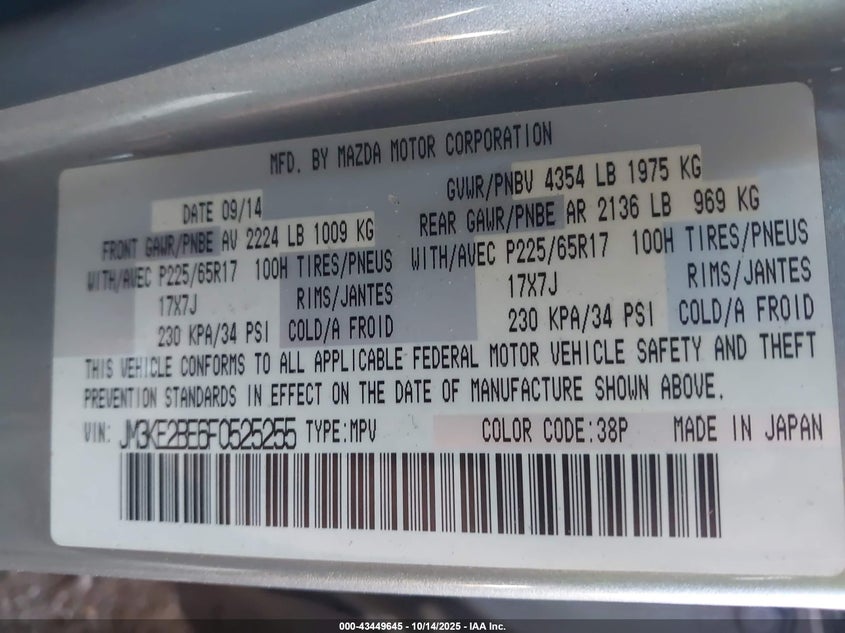 MFD. BY MAZDA MOTOR CORPORATION
DATE 09/14 GVWR/PNBV 4354 LB 1975 KG
FRONT GAWR/PNBE AV 2224 LB 1009 KG REAR GAWR/PNBE AR 2136 LB 969 KG
WITH/AVEC P225/65R17 100H TIRES/PNEUS WITH/AVEC P225/65R17 100H TIRES/PNEUS
17X7J RIMS/JANTES 17X7J RIMS/JANTES
230 KPA/34 PSI COLD/A FROID 230 KPA/34 PSI COLD/A FROID
THIS VEHICLE CONFORMS TO ALL APPLICABLE FEDERAL MOTOR VEHICLE SAFETY AND THEFT
PREVENTION STANDARDS IN EFFECT ON THE DATE OF MANUFACTURE SHOWN ABOVE.
VIN: JM3KE2BE6F0525255 TYPE:MPV COLOR CODE:38P MADE IN JAPAN
000-43449645 - 10/14/2025 - IAA Inc.